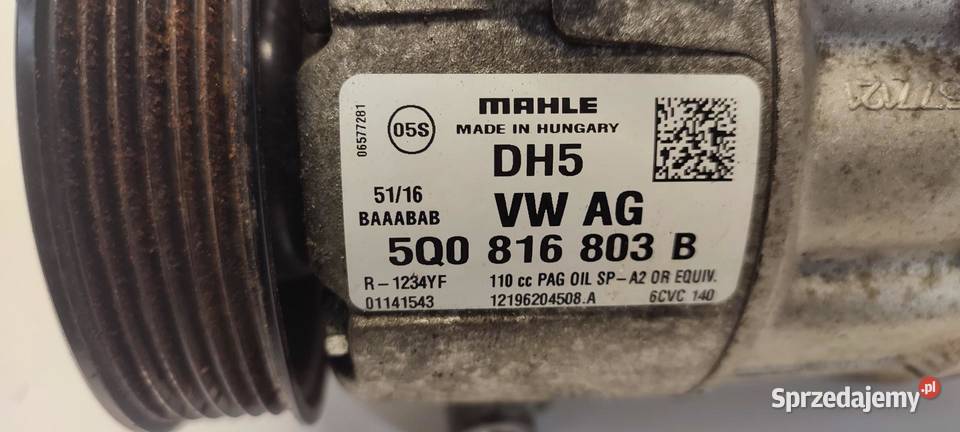 MAHLE
05S
MADE IN HUNGARY
06577281
DH5
51/16
VW AG
BAAABAB
5Q0 816 803 B
R-1234YF 110 cc PAG OIL SP-A2 OR EQUIV.
01141543 12196204508.A 6CVC 140
Sprzedajemy.pl